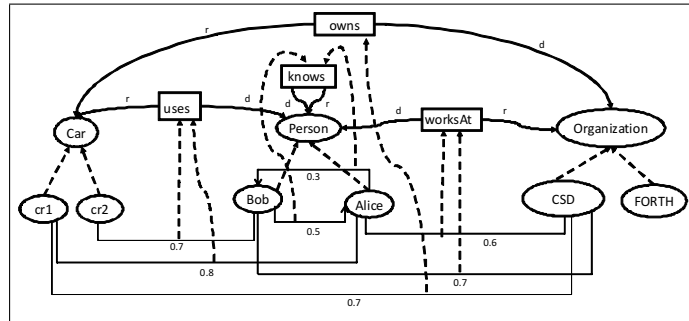 owns
r
d
knows
r
uses
d
d
r
d
worksAt
r
Car
Person
Organization
0.3
cr1
cr2
Bob
Alice
CSD
FORTH
0.5
0.7
0.6
0.8
0.7
0.7